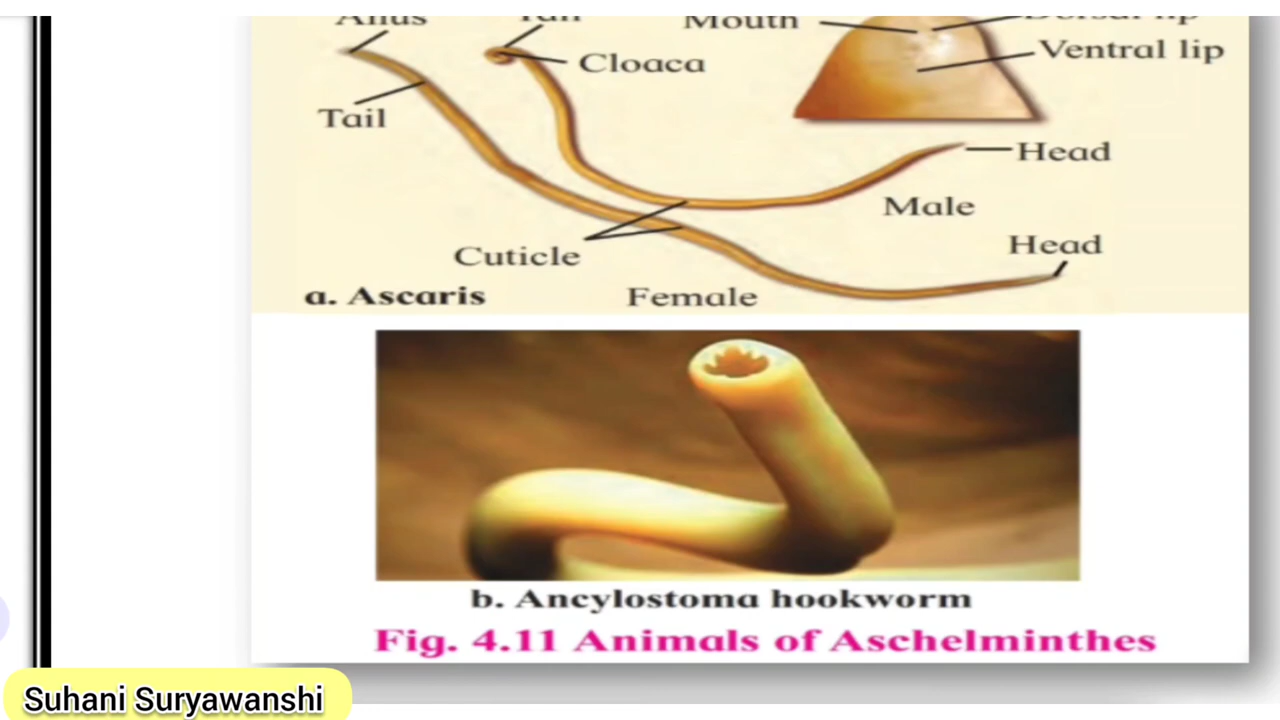 Anus
Mouth
Ventral lip
Cloaca
Tail
Head
Male
Head
Cuticle
a. Ascaris
Female
b. Ancylostoma hookworm
Fig. 4.11 Animals of Aschelminthes
Suhani Suryawanshi